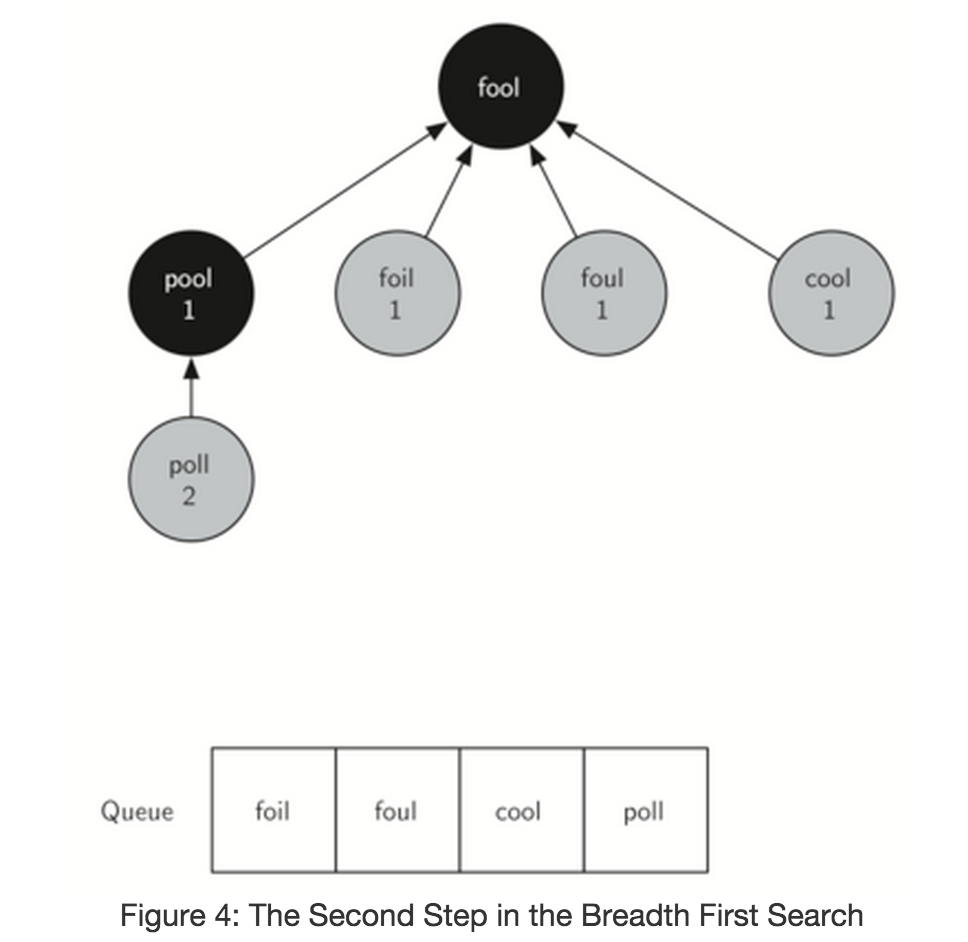 fool
pool
1
foil
1
foul
1
cool
1
poll
2
Queue
foil
foul
cool
poll
Figure 4: The Second Step in the Breadth First Search